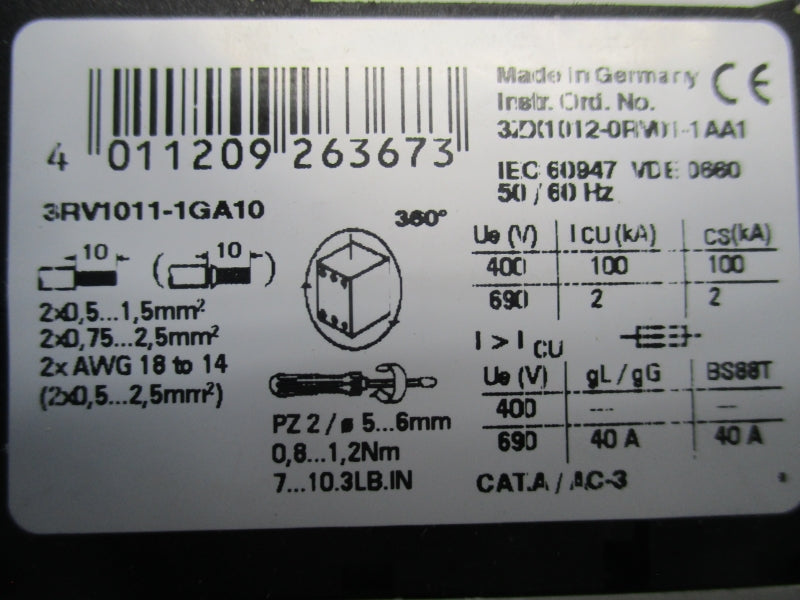 Made in Germany CE
Instr. Ord. No.
3ZX1012-0RV01-1AA1
4 011209 263673
IEC 60947 VDE 0660
50 / 60 Hz
3RV1011-1GA10
360°
10 ( 10 )
2x0,5...1,5mm²
2x0,75...2,5mm²
2x AWG 18 to 14
(2x0,5...2,5mm²)
PZ 2 / ø 5...6mm
0,8...1,2Nm
7...10.3LB.IN
Ue (V) ICU (kA) CS(kA)
400 100 100
690 2 2
I > ICU
Ue (V) gL / gG BS88T
400 --- ---
690 40 A 40 A
CAT.A / AC-3